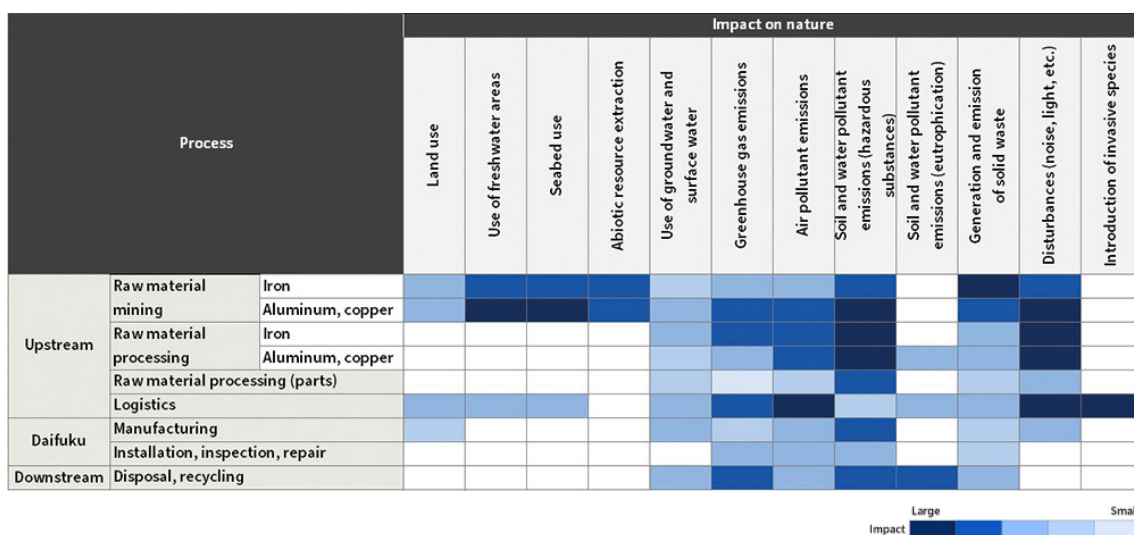 Impact on nature
Process
Land use
Use of freshwater areas
Seabed use
Abiotic resource extraction
Use of groundwater and
surface water
Greenhouse gas emissions
Air pollutant emissions
Soil and water pollutant
emissions (hazardous
substances)
Soil and water pollutant
emissions (eutrophication)
Generation and emission
of solid waste
Disturbances (noise, light, etc.)
Introduction of invasive species
Upstream
Raw material
mining
Iron
Aluminum, copper
Raw material
processing
Iron
Aluminum, copper
Raw material processing (parts)
Logistics
Daifuku
Manufacturing
Installation, inspection, repair
Downstream
Disposal, recycling
Large
Impact